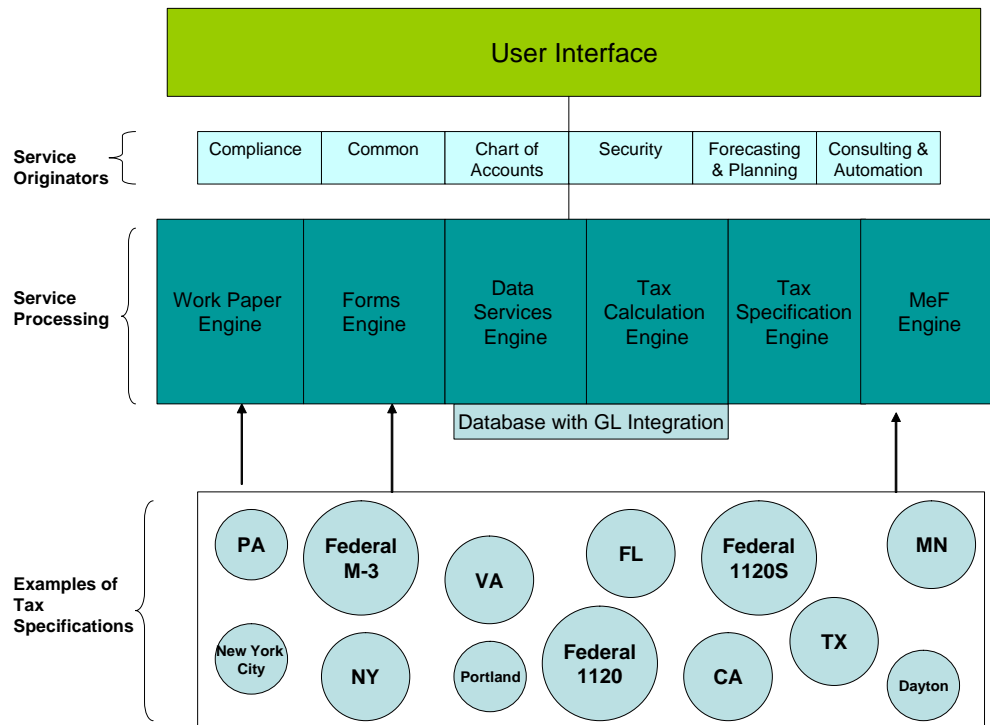 User Interface
Service
Originators
Compliance
Common
Chart of
Accounts
Security
Forecasting
& Planning
Consulting &
Automation
Service
Processing
Work Paper
Engine
Forms
Engine
Data
Services
Engine
Tax
Calculation
Engine
Tax
Specification
Engine
MeF
Engine
Database with GL Integration
Examples of
Tax
Specifications
PA
Federal
M-3
VA
FL
Federal
1120S
MN
New York
City
NY
Portland
Federal
1120
CA
TX
Dayton